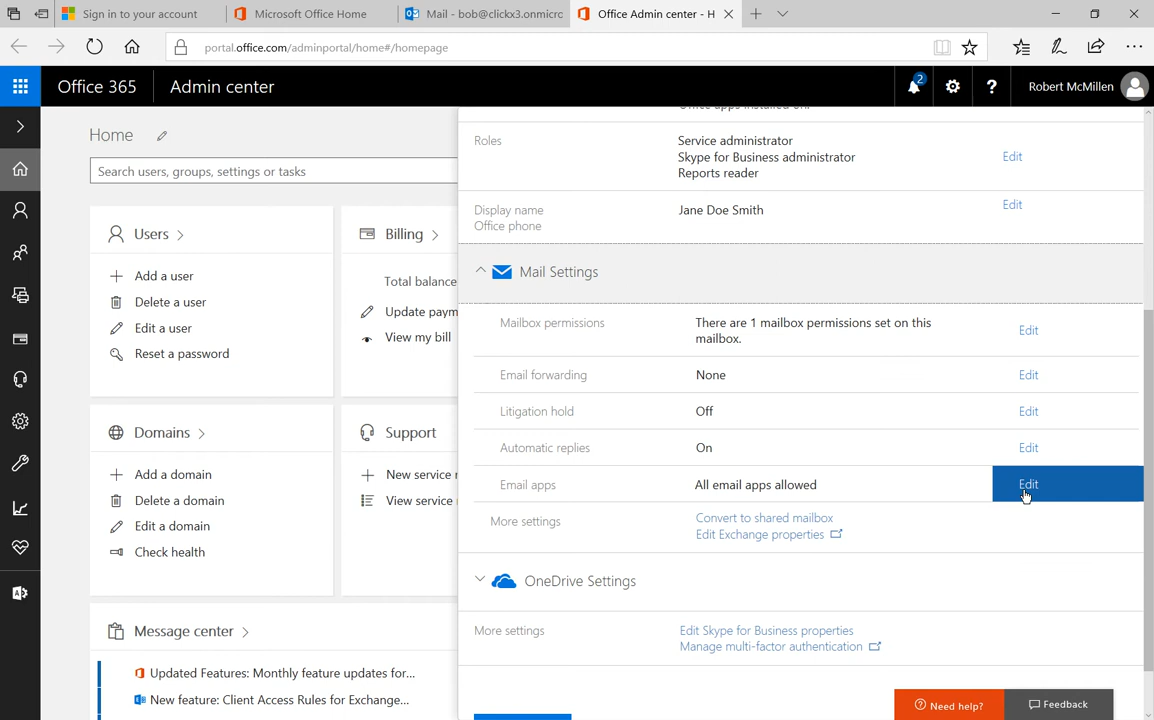 Sign in to your account
Microsoft Office Home
Mail - bob@clickx3.onmicrc
Office Admin center - H
portal.office.com/adminportal/home#/homepage
Office 365
Admin center
2
Robert McMillen
Home
Search users, groups, settings or tasks
Users
Add a user
Delete a user
Edit a user
Reset a password
Billing
Total balance
Update paym
View my bill
Domains
Add a domain
Delete a domain
Edit a domain
Check health
Support
New service r
View service
Message center
Updated Features: Monthly feature updates for...
New feature: Client Access Rules for Exchange...
Office apps installed on.
Roles
Service administrator
Skype for Business administrator
Reports reader
Edit
Display name
Jane Doe Smith
Edit
Office phone
Mail Settings
Mailbox permissions
There are 1 mailbox permissions set on this
mailbox.
Edit
Email forwarding
None
Edit
Litigation hold
Off
Edit
Automatic replies
On
Edit
Email apps
All email apps allowed
Edit
More settings
Convert to shared mailbox
Edit Exchange properties
OneDrive Settings
More settings
Edit Skype for Business properties
Manage multi-factor authentication
Need help?
Feedback